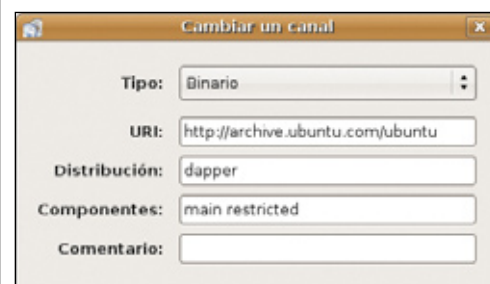 Cambiar un canal
Tipo: Binario
URI: http://archive.ubuntu.com/ubuntu
Distribución: dapper
Componentes: main restricted
Comentario: